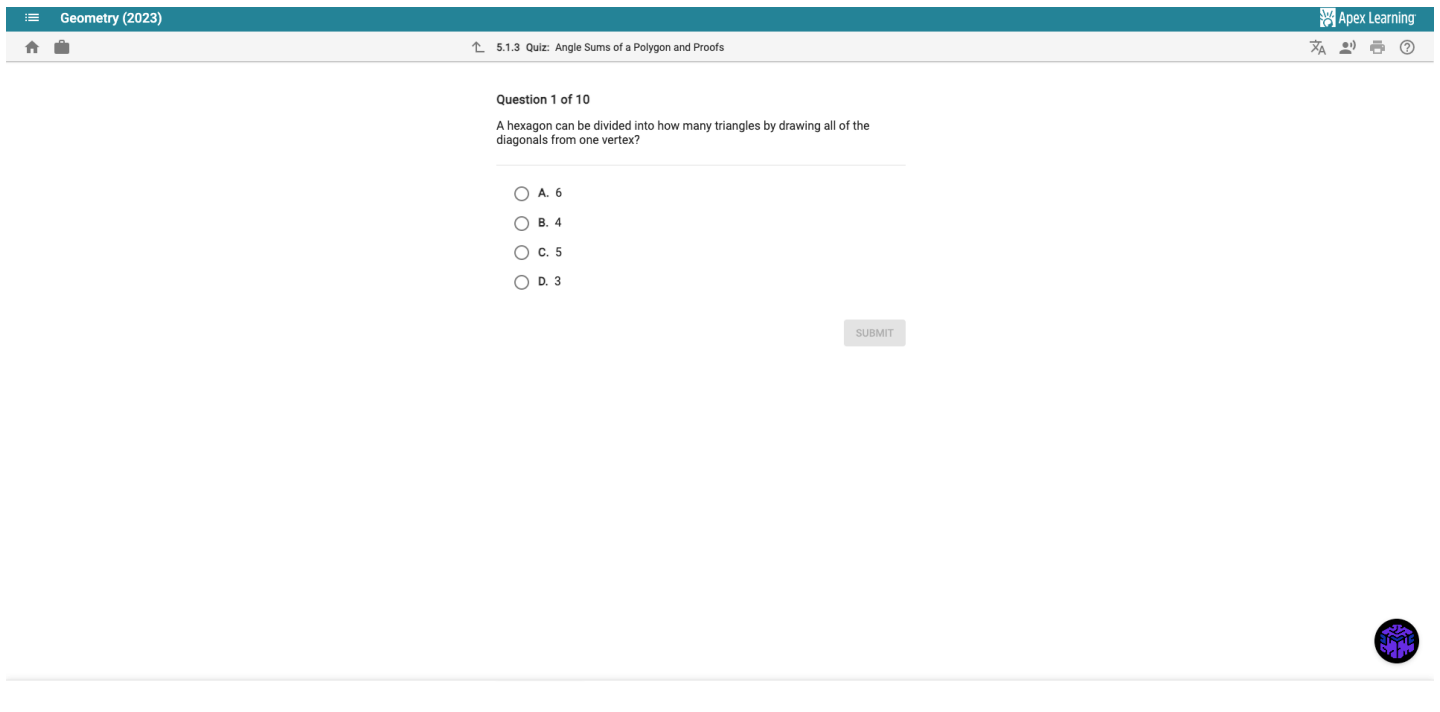 Geometry (2023)
Apex Learning
5.1.3 Quiz: Angle Sums of a Polygon and Proofs
Question 1 of 10
A hexagon can be divided into how many triangles by drawing all of the
diagonals from one vertex?
A. 6
B. 4
C. 5
D. 3
SUBMIT